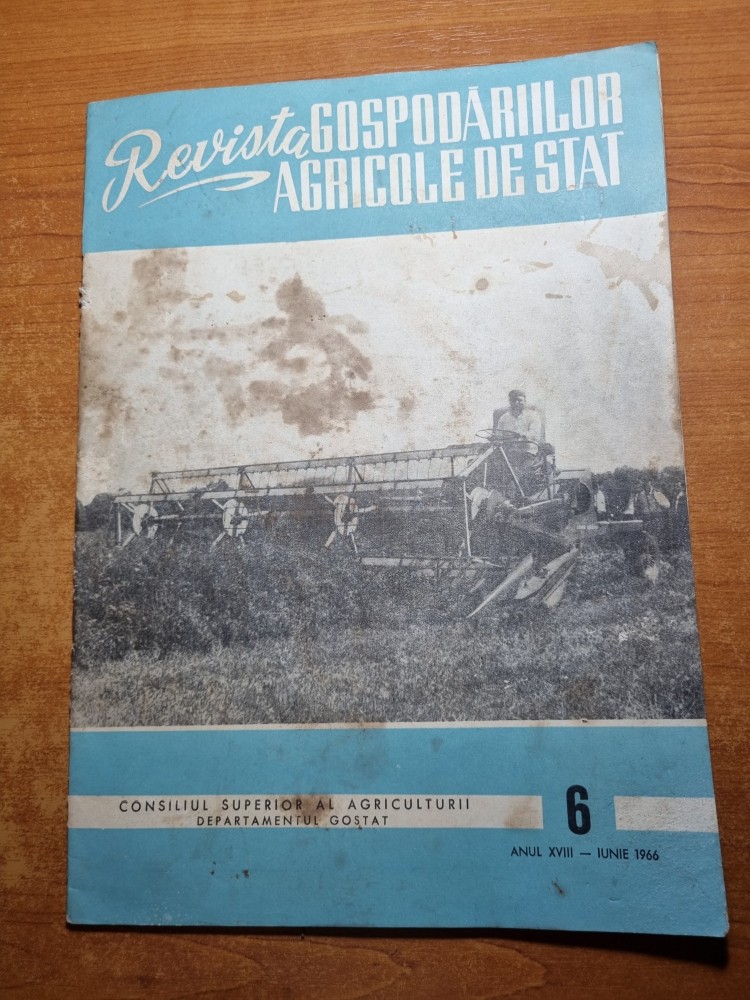 Revista GOSPODĂRIILOR
AGRICOLE DE STAT
CONSILIUL SUPERIOR AL AGRICULTURII
DEPARTAMENTUL GOSTAT
6
ANUL XVIII — IUNIE 1966